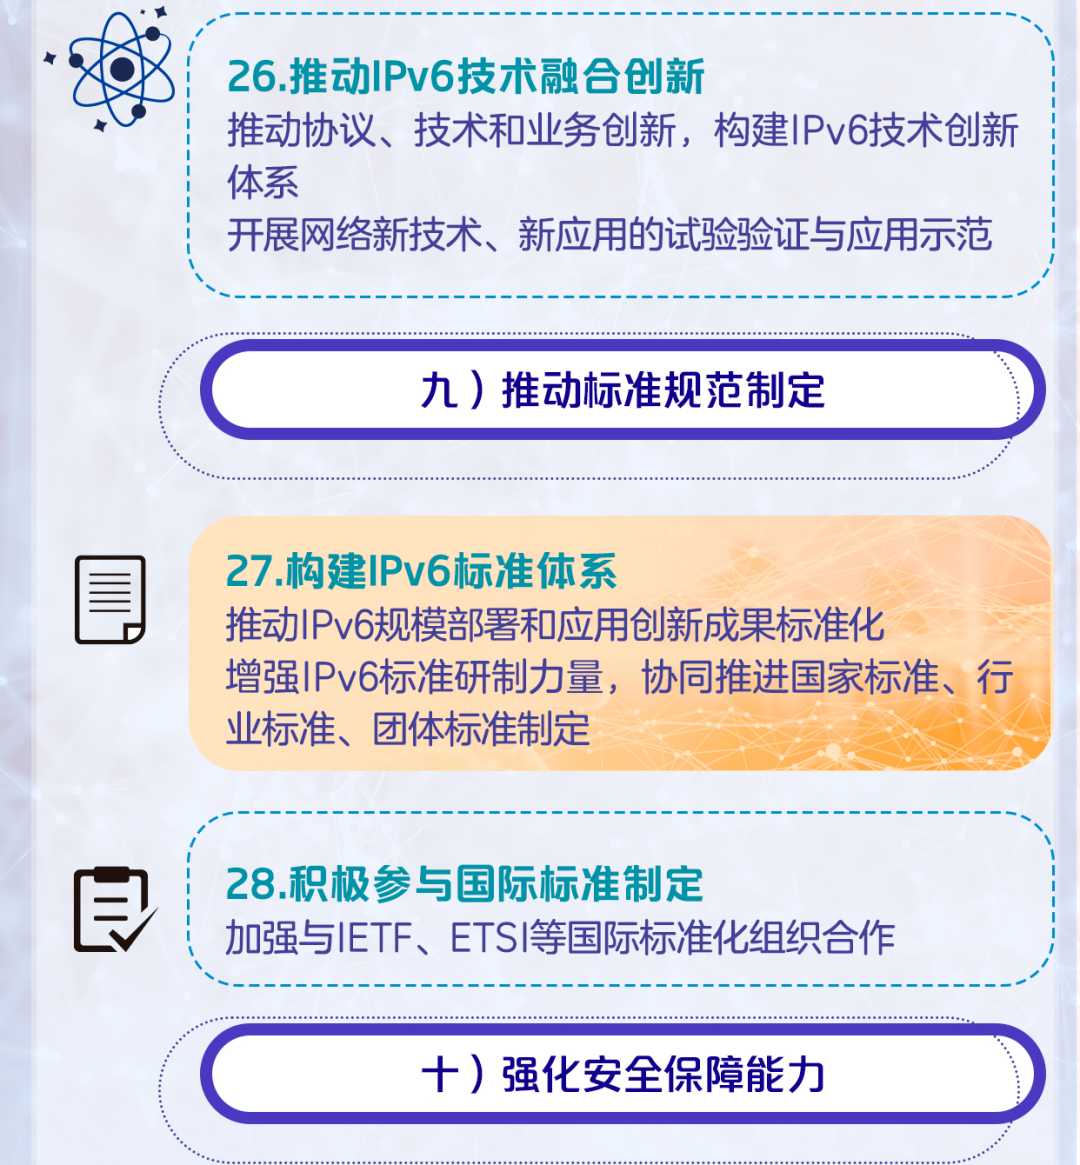 26.推动IPv6技术融合创新
推动协议、技术和业务创新，构建IPv6技术创新
体系
开展网络新技术、新应用的试验验证与应用示范
九）推动标准规范制定
27.构建IPv6标准体系
推动IPv6规模部署和应用创新成果标准化
增强IPv6标准研制力量，协同推进国家标准、行
业标准、团体标准制定
28.积极参与国际标准制定
加强与IETF、ETSI等国际标准化组织合作
十）强化安全保障能力